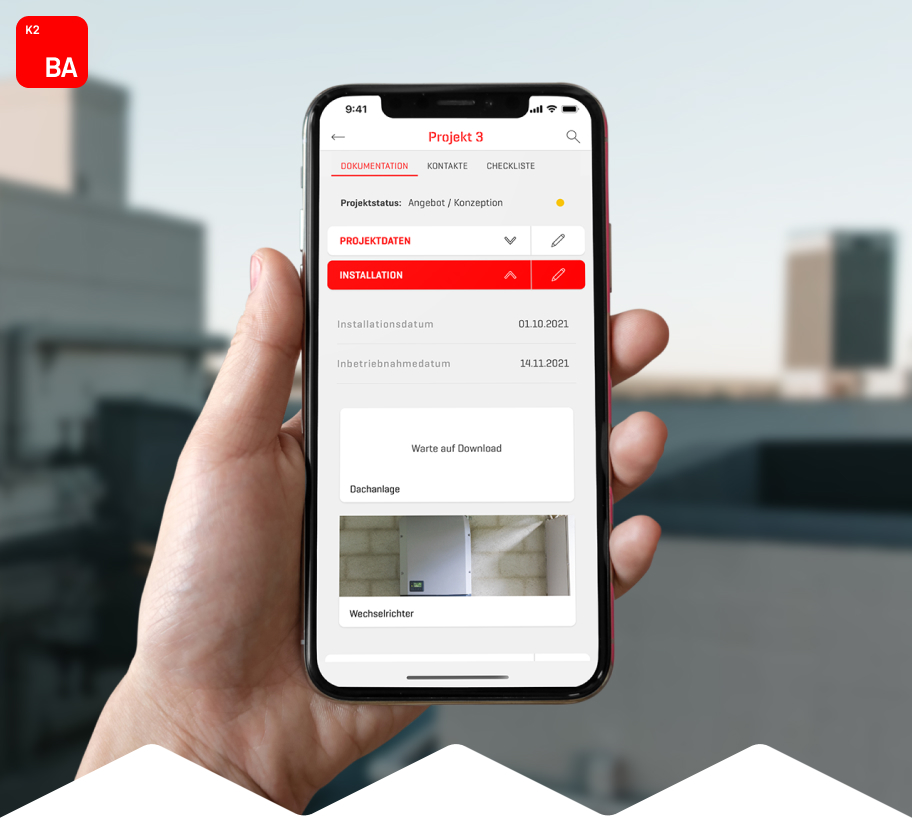 K2
BA
9:41
Projekt 3
DOKUMENTATION KONTAKTE CHECKLISTE
Projektstatus: Angebot / Konzeption
PROJEKTDATEN
INSTALLATION
Installationsdatum 01.10.2021
Inbetriebnahmedatum 14.11.2021
Warte auf Download
Dachanlage
Wechselrichter